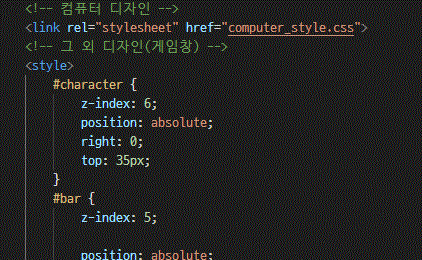 <!-- 컴퓨터 디자인 -->
<link rel="stylesheet" href="computer_style.css">
<!-- 그 외 디자인(게임창) -->
<style>
#character {
z-index: 6;
position: absolute;
right: 0;
top: 35px;
}
#bar {
z-index: 5;
position: absolute;